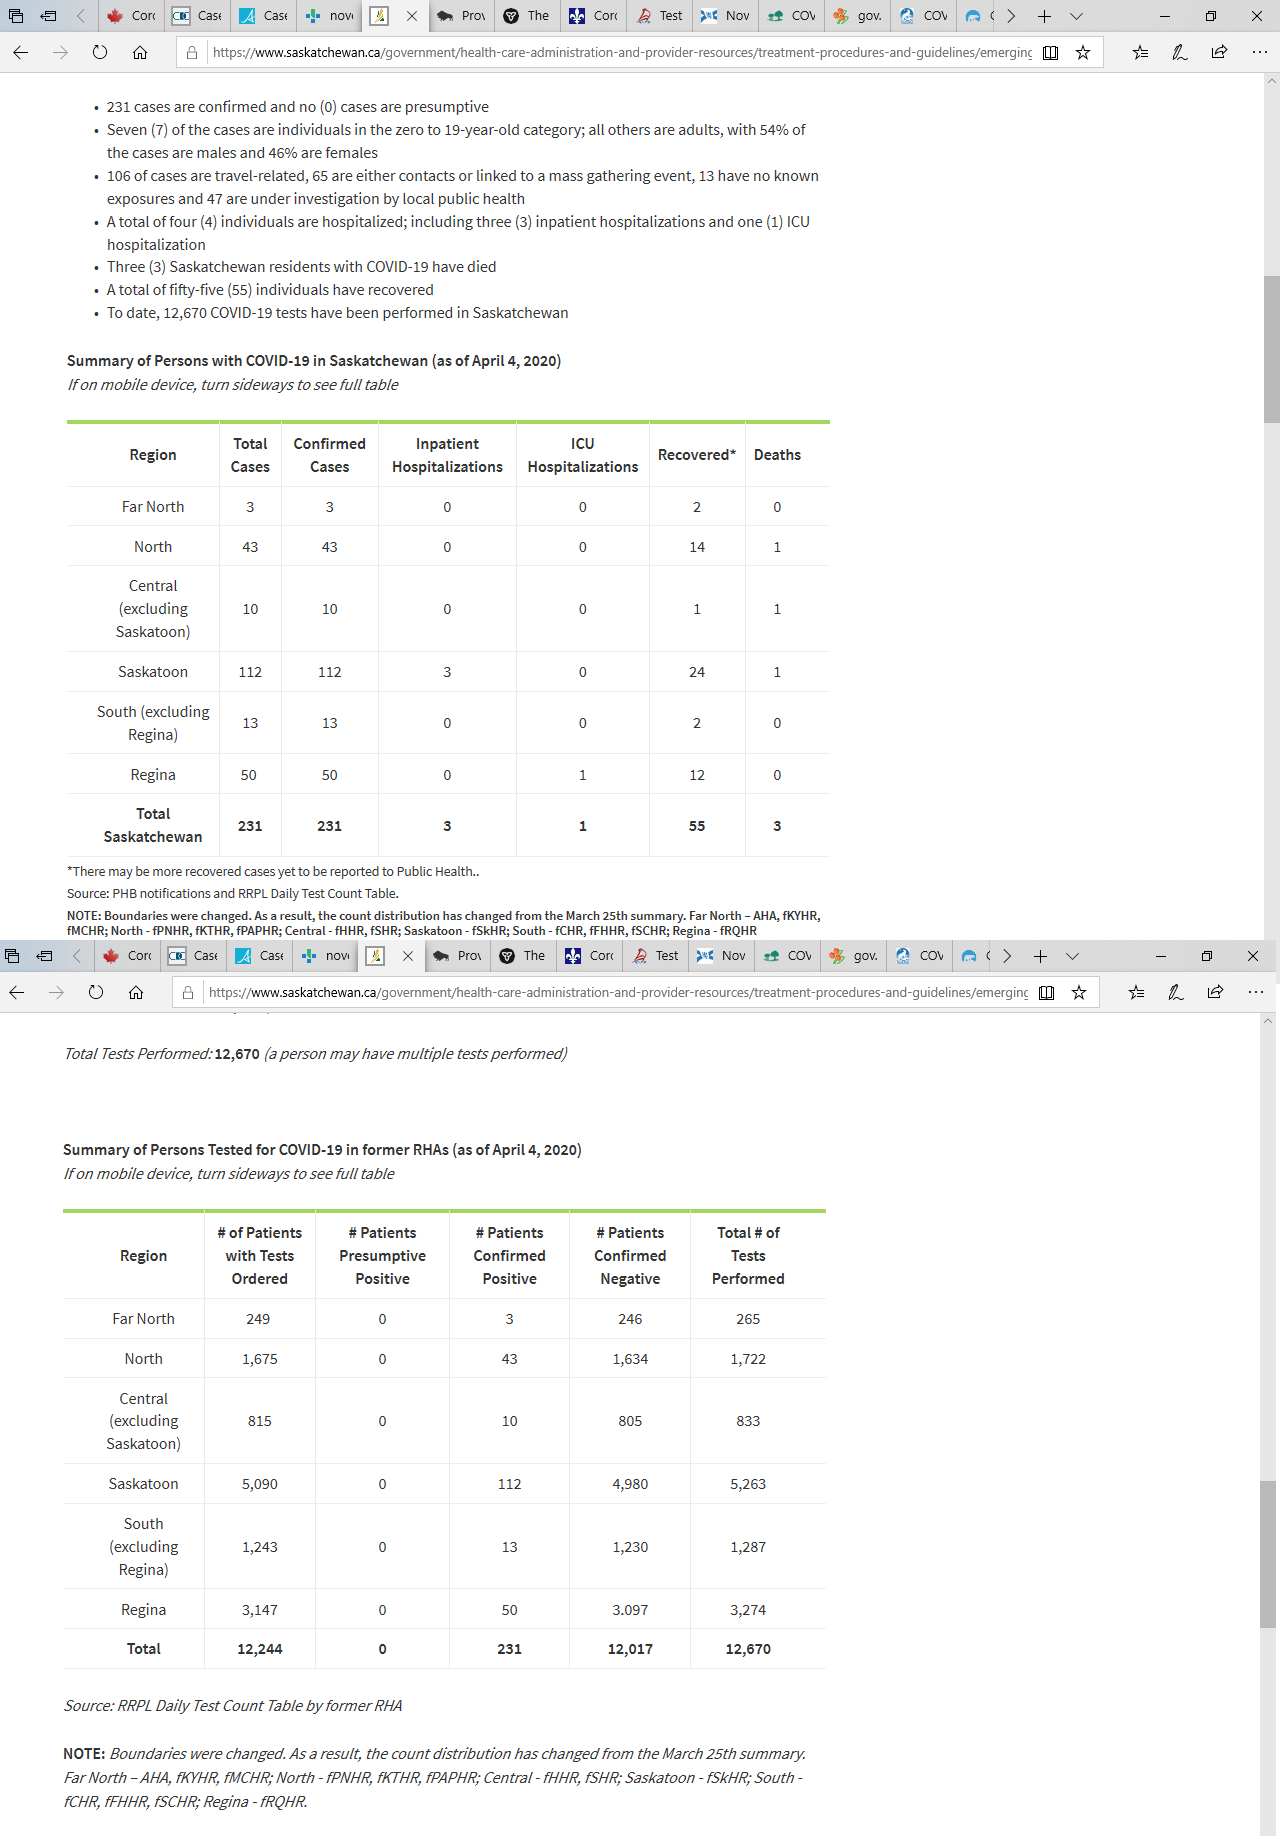 Corc
Case
Case
nove
Prov
The
Corc
Test
Nov
COV
gov.
COV
https://www.saskatchewan.ca/government/health-care-administration-and-provider-resources/treatment-procedures-and-guidelines/emerging
• 231 cases are confirmed and no (0) cases are presumptive
• Seven (7) of the cases are individuals in the zero to 19-year-old category; all others are adults, with 54% of
the cases are males and 46% are females
• 106 of cases are travel-related, 65 are either contacts or linked to a mass gathering event, 13 have no known
exposures and 47 are under investigation by local public health
• A total of four (4) individuals are hospitalized; including three (3) inpatient hospitalizations and one (1) ICU
hospitalization
• Three (3) Saskatchewan residents with COVID-19 have died
• A total of fifty-five (55) individuals have recovered
• To date, 12,670 COVID-19 tests have been performed in Saskatchewan
Summary of Persons with COVID-19 in Saskatchewan (as of April 4, 2020)
If on mobile device, turn sideways to see full table
Region Total Cases Confirmed Cases Inpatient Hospitalizations ICU Hospitalizations Recovered* Deaths
Far North 3 3 0 0 2 0
North 43 43 0 0 14 1
Central (excluding Saskatoon) 10 10 0 0 1 1
Saskatoon 112 112 3 0 24 1
South (excluding Regina) 13 13 0 0 2 0
Regina 50 50 0 1 12 0
Total Saskatchewan 231 231 3 1 55 3
*There may be more recovered cases yet to be reported to Public Health..
Source: PHB notifications and RRPL Daily Test Count Table.
NOTE: Boundaries were changed. As a result, the count distribution has changed from the March 25th summary. Far North – AHA, fKYHR,
fMCHR; North - fPNHR, fKTHR, fPAPHR; Central - fHHR, fSHR; Saskatoon - fSkHR; South - fCHR, fFHHR, fSCHR; Regina - fRQHR
Corc
Case
Case
nove
Prov
The
Corc
Test
Nov
COV
gov.
COV
https://www.saskatchewan.ca/government/health-care-administration-and-provider-resources/treatment-procedures-and-guidelines/emerging
Total Tests Performed: 12,670 (a person may have multiple tests performed)
Summary of Persons Tested for COVID-19 in former RHAs (as of April 4, 2020)
If on mobile device, turn sideways to see full table
Region # of Patients with Tests Ordered # Patients Presumptive Positive # Patients Confirmed Positive # Patients Confirmed Negative Total # of Tests Performed
Far North 249 0 3 246 265
North 1,675 0 43 1,634 1,722
Central (excluding Saskatoon) 815 0 10 805 833
Saskatoon 5,090 0 112 4,980 5,263
South (excluding Regina) 1,243 0 13 1,230 1,287
Regina 3,147 0 50 3.097 3,274
Total 12,244 0 231 12,017 12,670
Source: RRPL Daily Test Count Table by former RHA
NOTE: Boundaries were changed. As a result, the count distribution has changed from the March 25th summary.
Far North – AHA, fKYHR, fMCHR; North - fPNHR, fKTHR, fPAPHR; Central - fHHR, fSHR; Saskatoon - fSkHR; South -
fCHR, fFHHR, fSCHR; Regina - fRQHR.